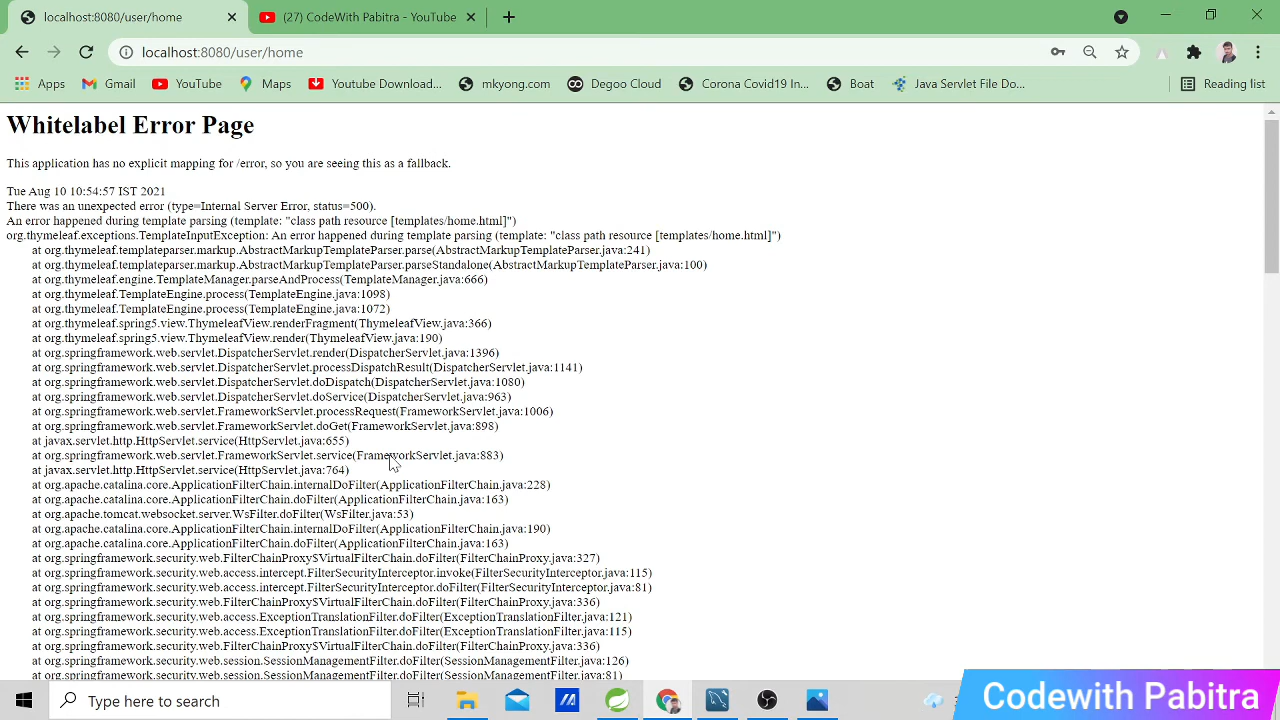 localhost:8080/user/home
(27) CodeWith Pabitra - YouTube
localhost:8080/user/home
Apps
Gmail
YouTube
Maps
Youtube Download...
mkyong.com
Degoo Cloud
Corona Covid19 In...
Boat
Java Servlet File Do...
Reading list
Whitelabel Error Page
This application has no explicit mapping for /error, so you are seeing this as a fallback.
Tue Aug 10 10:54:57 IST 2021
There was an unexpected error (type=Internal Server Error, status=500).
An error happened during template parsing (template: "class path resource [templates/home.html]")
org.thymeleaf.exceptions.TemplateInputException: An error happened during template parsing (template: "class path resource [templates/home.html]")
at org.thymeleaf.templateparser.markup.AbstractMarkupTemplateParser.parse(AbstractMarkupTemplateParser.java:241)
at org.thymeleaf.templateparser.markup.AbstractMarkupTemplateParser.parseStandalone(AbstractMarkupTemplateParser.java:100)
at org.thymeleaf.engine.TemplateManager.parseAndProcess(TemplateManager.java:666)
at org.thymeleaf.TemplateEngine.process(TemplateEngine.java:1098)
at org.thymeleaf.TemplateEngine.process(TemplateEngine.java:1072)
at org.thymeleaf.spring5.view.ThymeleafView.renderFragment(ThymeleafView.java:366)
at org.thymeleaf.spring5.view.ThymeleafView.render(ThymeleafView.java:190)
at org.springframework.web.servlet.DispatcherServlet.render(DispatcherServlet.java:1396)
at org.springframework.web.servlet.DispatcherServlet.processDispatchResult(DispatcherServlet.java:1141)
at org.springframework.web.servlet.DispatcherServlet.doDispatch(DispatcherServlet.java:1080)
at org.springframework.web.servlet.DispatcherServlet.doService(DispatcherServlet.java:963)
at org.springframework.web.servlet.FrameworkServlet.processRequest(FrameworkServlet.java:1006)
at org.springframework.web.servlet.FrameworkServlet.doGet(FrameworkServlet.java:898)
at javax.servlet.http.HttpServlet.service(HttpServlet.java:655)
at org.springframework.web.servlet.FrameworkServlet.service(FrameworkServlet.java:883)
at javax.servlet.http.HttpServlet.service(HttpServlet.java:764)
at org.apache.catalina.core.ApplicationFilterChain.internalDoFilter(ApplicationFilterChain.java:228)
at org.apache.catalina.core.ApplicationFilterChain.doFilter(ApplicationFilterChain.java:163)
at org.apache.tomcat.websocket.server.WsFilter.doFilter(WsFilter.java:53)
at org.apache.catalina.core.ApplicationFilterChain.internalDoFilter(ApplicationFilterChain.java:190)
at org.apache.catalina.core.ApplicationFilterChain.doFilter(ApplicationFilterChain.java:163)
at org.springframework.security.web.FilterChainProxy$VirtualFilterChain.doFilter(FilterChainProxy.java:327)
at org.springframework.security.web.access.intercept.FilterSecurityInterceptor.invoke(FilterSecurityInterceptor.java:115)
at org.springframework.security.web.access.intercept.FilterSecurityInterceptor.doFilter(FilterSecurityInterceptor.java:81)
at org.springframework.security.web.FilterChainProxy$VirtualFilterChain.doFilter(FilterChainProxy.java:336)
at org.springframework.security.web.access.ExceptionTranslationFilter.doFilter(ExceptionTranslationFilter.java:121)
at org.springframework.security.web.access.ExceptionTranslationFilter.doFilter(ExceptionTranslationFilter.java:115)
at org.springframework.security.web.FilterChainProxy$VirtualFilterChain.doFilter(FilterChainProxy.java:336)
at org.springframework.security.web.session.SessionManagementFilter.doFilter(SessionManagementFilter.java:126)
at org.springframework.security.web.session.SessionManagementFilter.doFilter(SessionManagementFilter.java:81)
Type here to search
Codewith Pabitra